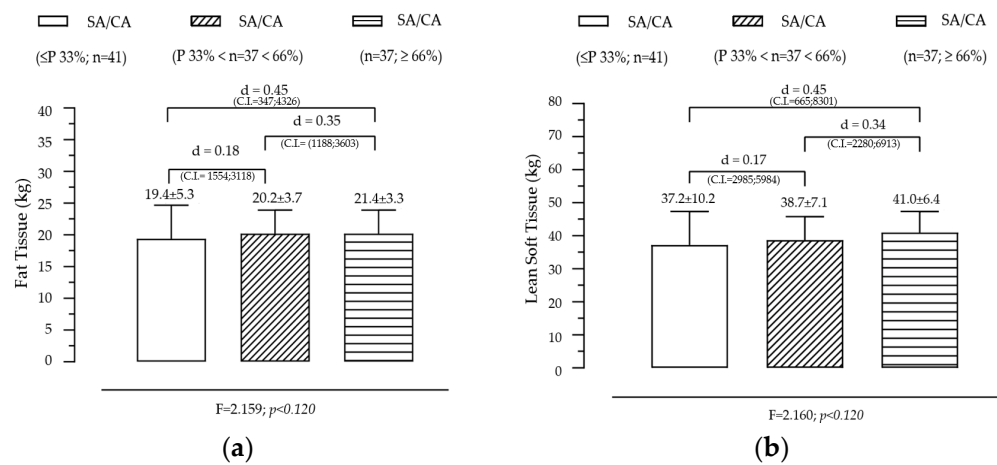 SA/CA SA/CA SA/CA
(≤P 33%; n=41) (P 33% < n=37 < 66%) (n=37; ≥ 66%)
d = 0.45
(C.I.=347;4326)
d = 0.35
(C.I.= (1188;3603)
d = 0.18
(C.I.= 1554;3118)
19.4±5.3 20.2±3.7 21.4±3.3
Fat Tissue (kg)
40
35
30
25
20
15
10
5
0
F=2.159; p<0.120
(a)
SA/CA SA/CA SA/CA
(≤P 33%; n=41) (P 33% < n=37 < 66%) (n=37; ≥ 66%)
d = 0.45
(C.I.=665;8301)
d = 0.34
(C.I.=2280;6913)
d = 0.17
(C.I.=2985;5984)
37.2±10.2 38.7±7.1 41.0±6.4
Lean Soft Tissue (kg)
80
70
60
50
40
30
20
10
0
F=2.160; p<0.120
(b)